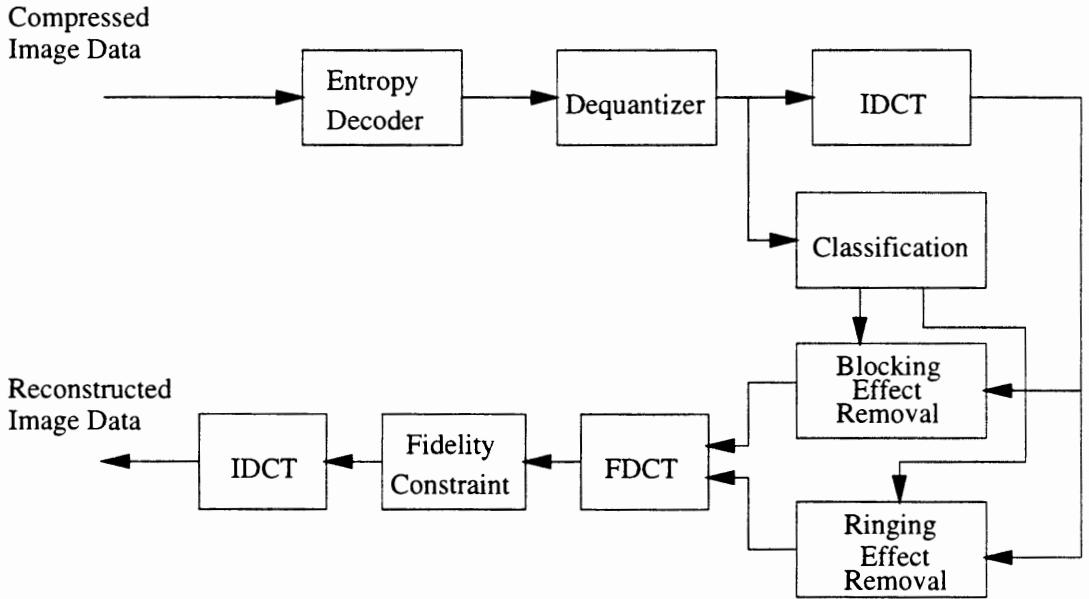 Compressed
Image Data
Entropy
Decoder
Dequantizer
IDCT
Classification
Blocking
Effect
Removal
Reconstructed
Image Data
IDCT
Fidelity
Constraint
FDCT
Ringing
Effect
Removal